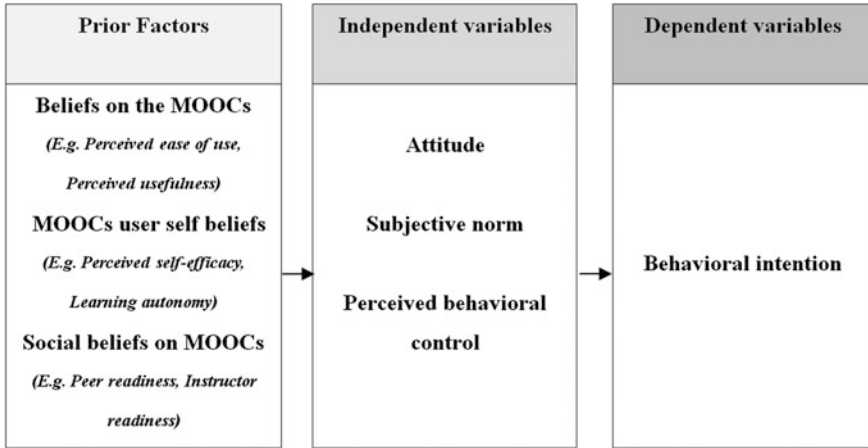 Prior Factors
Beliefs on the MOOCs
(E.g. Perceived ease of use,
Perceived usefulness)
MOOCs user self beliefs
(E.g. Perceived self-efficacy,
Learning autonomy)
Social beliefs on MOOCs
(E.g. Peer readiness, Instructor
readiness)
Independent variables
Attitude
Subjective norm
Perceived behavioral
control
Dependent variables
Behavioral intention